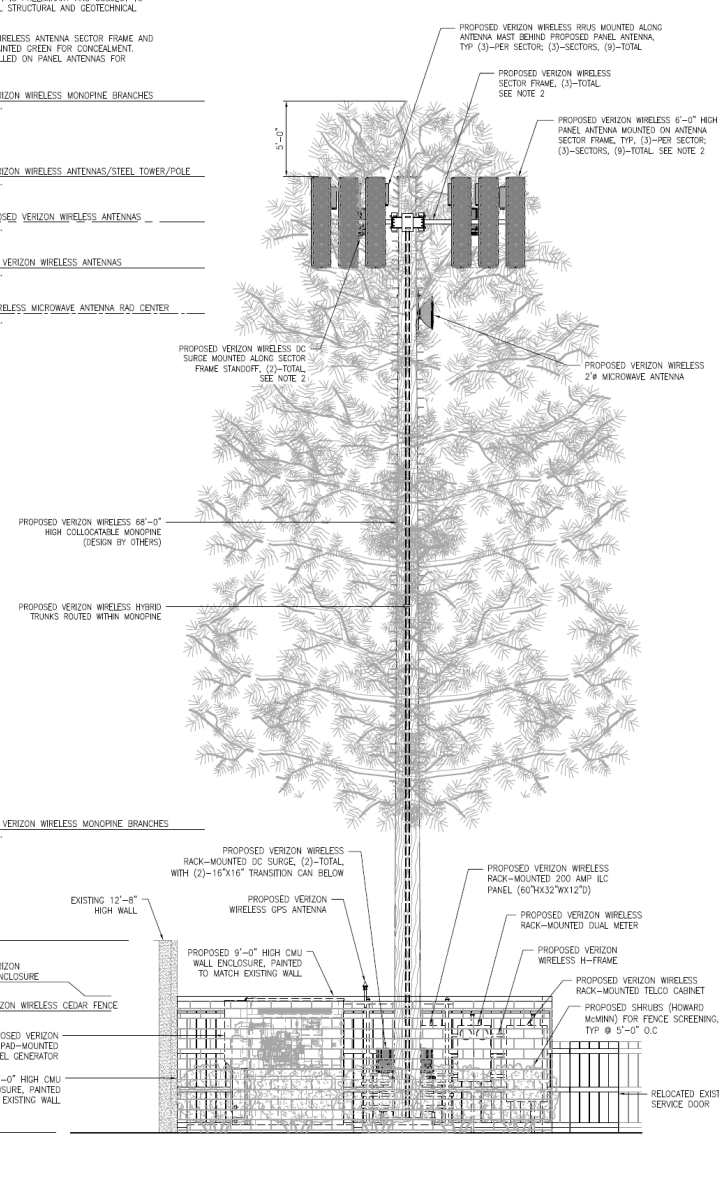 L STRUCTURAL AND GEOTECHNICAL
IRELESS ANTENNA SECTOR FRAME AND
AINTED GREEN FOR CONCEALMENT.
LLED ON PANEL ANTENNAS FOR
RIZON WIRELESS MONOPINE BRANCHES
RIZON WIRELESS ANTENNAS/STEEL TOWER/POLE
OSED VERIZON WIRELESS ANTENNAS
VERIZON WIRELESS ANTENNAS
IRELESS MICROWAVE ANTENNA RAD CENTER
PROPOSED VERIZON WIRELESS RRUS MOUNTED ALONG
ANTENNA MAST BEHIND PROPOSED PANEL ANTENNA,
TYP (3)-PER SECTOR; (3)-SECTORS, (9)-TOTAL
PROPOSED VERIZON WIRELESS
SECTOR FRAME, (3)-TOTAL.
SEE NOTE 2
5'-0"
PROPOSED VERIZON WIRELESS 6'-0" HIGH
PANEL ANTENNA MOUNTED ON ANTENNA
SECTOR FRAME, TYP, (3)-PER SECTOR;
(3)-SECTORS, (9)-TOTAL. SEE NOTE 2
PROPOSED VERIZON WIRELESS DC
SURGE MOUNTED ALONG SECTOR
FRAME STANDOFF, (2)-TOTAL,
SEE NOTE 2
PROPOSED VERIZON WIRELESS
2'ø MICROWAVE ANTENNA
PROPOSED VERIZON WIRELESS 68'-0"
HIGH COLLOCATABLE MONOPINE
(DESIGN BY OTHERS)
PROPOSED VERIZON WIRELESS HYBRID
TRUNKS ROUTED WITHIN MONOPINE
VERIZON WIRELESS MONOPINE BRANCHES
PROPOSED VERIZON WIRELESS
RACK-MOUNTED DC SURGE, (2)-TOTAL,
WITH (2)-16"X16" TRANSITION CAN BELOW
PROPOSED VERIZON WIRELESS
RACK-MOUNTED 200 AMP ILC
PANEL (60"HX32"WX12"D)
EXISTING 12'-8"
HIGH WALL
PROPOSED VERIZON
WIRELESS GPS ANTENNA
PROPOSED VERIZON WIRELESS
RACK-MOUNTED DUAL METER
PROPOSED 9'-0" HIGH CMU
WALL ENCLOSURE, PAINTED
TO MATCH EXISTING WALL
PROPOSED VERIZON
WIRELESS H-FRAME
RIZON
NCLOSURE
PROPOSED VERIZON WIRELESS
RACK-MOUNTED TELCO CABINET
ZON WIRELESS CEDAR FENCE
PROPOSED SHRUBS (HOWARD
McMINN) FOR FENCE SCREENING,
TYP @ 5'-0" O.C
POSED VERIZON
PAD-MOUNTED
EL GENERATOR
-0" HIGH CMU
OSURE, PAINTED
EXISTING WALL
RELOCATED EXIST
SERVICE DOOR